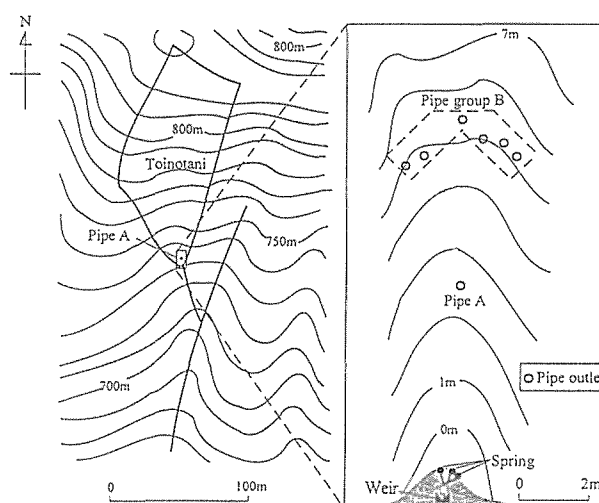 N
800m
800m
Toinotani
Pipe A
750m
700m
0
100m
7m
Pipe group B
Pipe A
Pipe outlet
1m
0m
Spring
Weir
0
2m